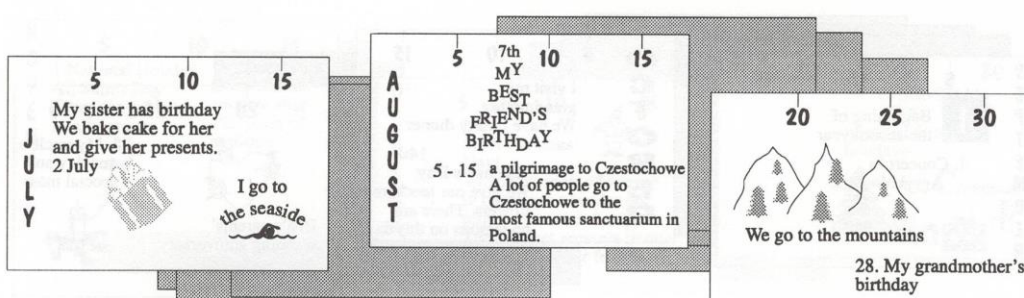 5 10 15
JULY
My sister has birthday
We bake cake for her
and give her presents.
2 July
I go to
the seaside
5 10 15
AUGUST
7th
MY
BEST
FRIEND'S
BIRTHDAY
5 - 15 a pilgrimage to Czestochowe
A lot of people go to
Czestochowe to the
most famous sanctuarium in
Poland.
20 25 30
We go to the mountains
28. My grandmother's
birthday